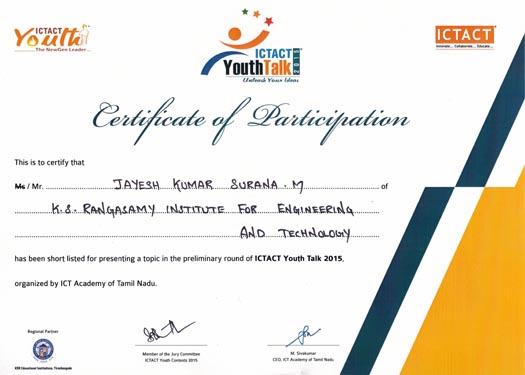 ICTACT
Youth
The NewGen Leader...
ICTACT
YouthTalk 2015
Unleash Your Ideas
ICTACT
Innovate... Collaborate... Educate...
Certificate of Participation
This is to certify that
Ms / Mr. JAYESH KUMAR SURANA. M of
K.S. RANGASAMY INSTITUTE FOR ENGINEERING
AND TECHNOLOGY
has been short listed for presenting a topic in the preliminary round of ICTACT Youth Talk 2015,
organized by ICT Academy of Tamil Nadu.
Regional Partner
KSR Educational Institutions, Tiruchengode
Member of the Jury Committee
ICTACT Youth Contests 2015
M. Sivakumar
CEO, ICT Academy of Tamil Nadu